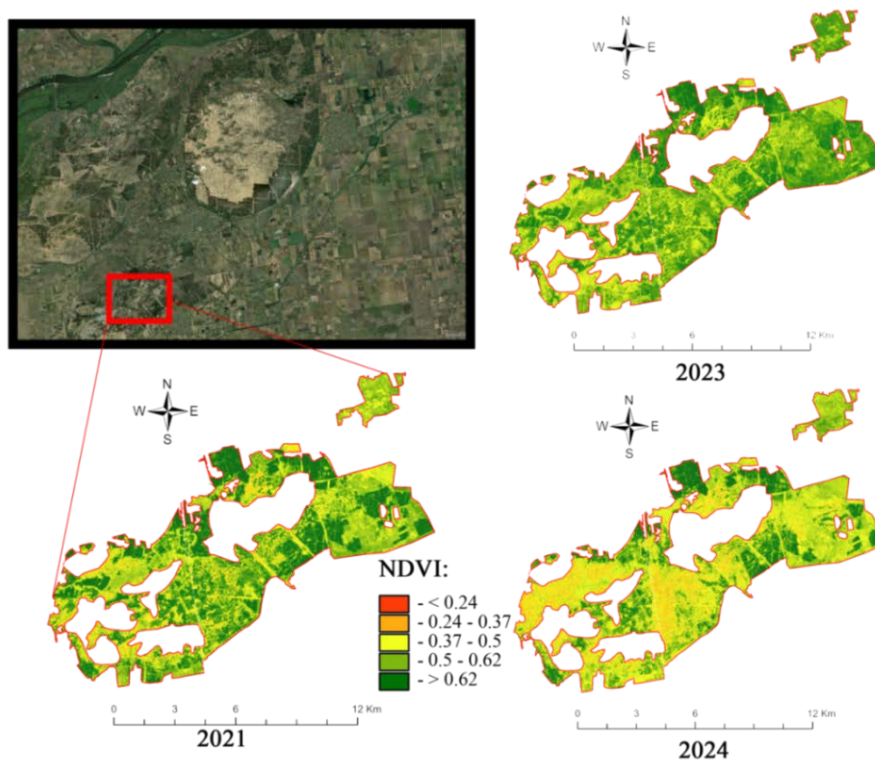 N
W E
S
0 3 6 12 Km
2023
N
W E
S
NDVI:
- < 0.24
- 0.24 - 0.37
- 0.37 - 0.5
- 0.5 - 0.62
- > 0.62
0 3 6 12 Km
2021
N
W E
S
0 3 6 12 Km
2024